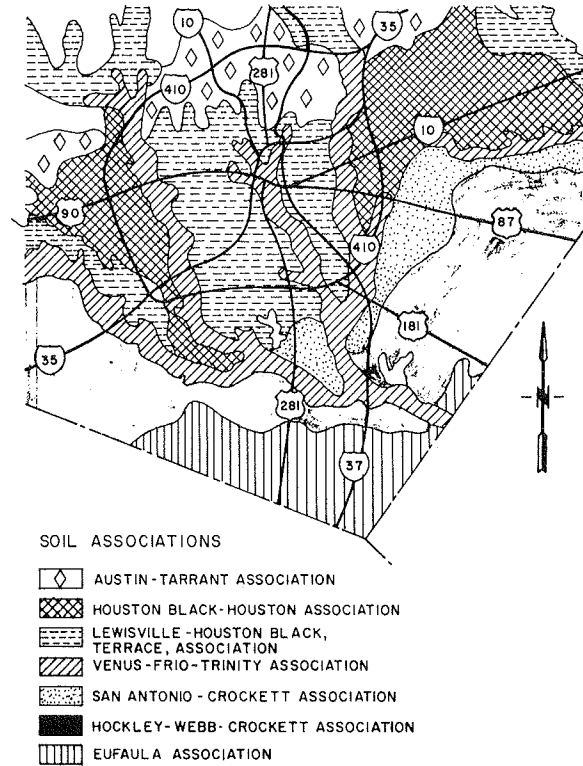 10
35
281
410
10
90
87
410
181
35
281
37
N
SOIL ASSOCIATIONS
AUSTIN-TARRANT ASSOCIATION
HOUSTON BLACK-HOUSTON ASSOCIATION
LEWISVILLE-HOUSTON BLACK,
TERRACE, ASSOCIATION
VENUS-FRIO-TRINITY ASSOCIATION
SAN ANTONIO-CROCKETT ASSOCIATION
HOCKLEY-WEBB-CROCKETT ASSOCIATION
EUFAULA ASSOCIATION